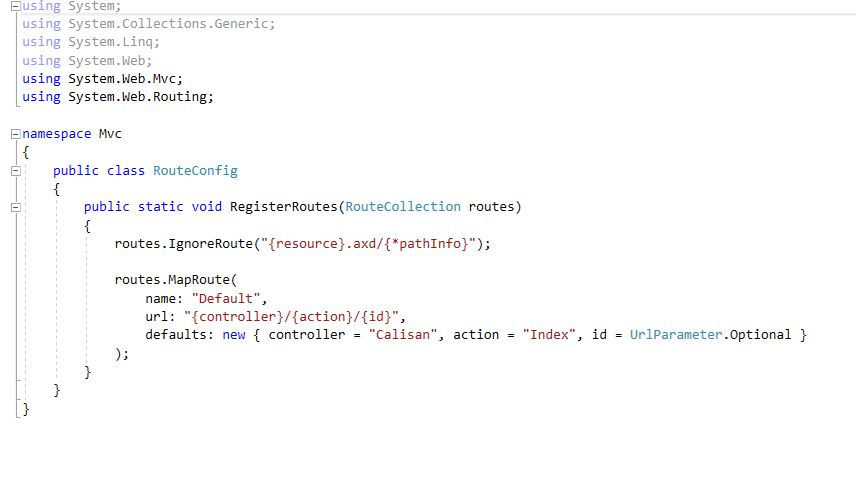 using System;
using System.Collections.Generic;
using System.Linq;
using System.Web;
using System.Web.Mvc;
using System.Web.Routing;
namespace Mvc
{
public class RouteConfig
{
public static void RegisterRoutes(RouteCollection routes)
{
routes.IgnoreRoute("{resource}.axd/{*pathInfo}");
routes.MapRoute(
name: "Default",
url: "{controller}/{action}/{id}",
defaults: new { controller = "Calisan", action = "Index", id = UrlParameter.Optional }
);
}
}
}